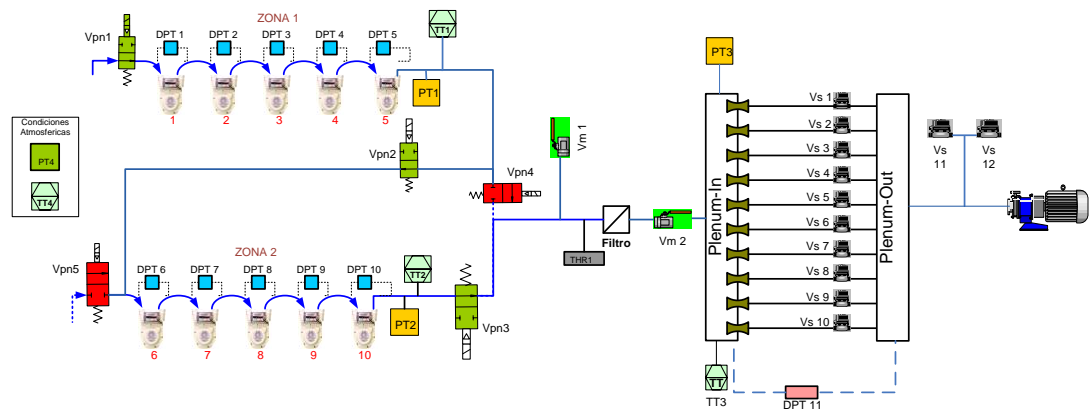 ZONA 1
Vpn1
DPT 1
DPT 2
DPT 3
DPT 4
DPT 5
TT1
PT1
1
2
3
4
5
Condiciones
Atmosfericas
PT4
TT4
Vpn2
Vpn4
Vm 1
Filtro
THR1
Vm 2
ZONA 2
Vpn5
DPT 6
DPT 7
DPT 8
DPT 9
DPT 10
TT2
PT2
Vpn3
6
7
8
9
10
PT3
Plenum-In
Vs 1
Vs 2
Vs 3
Vs 4
Vs 5
Vs 6
Vs 7
Vs 8
Vs 9
Vs 10
Plenum-Out
Vs
11
Vs
12
TT
TT3
DPT 11